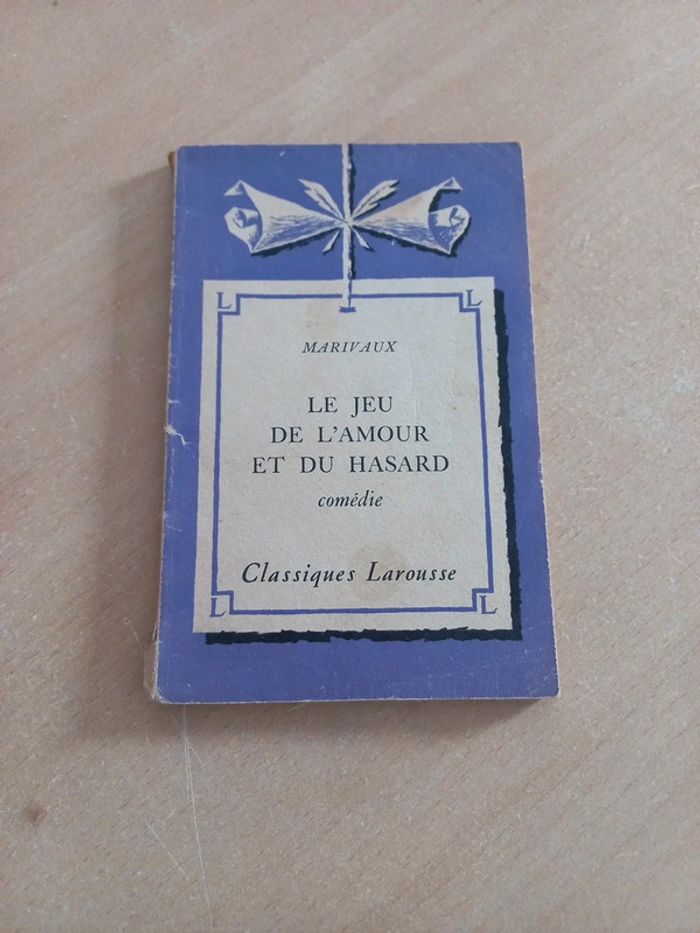 L L
MARIVAUX
LE JEU
DE L'AMOUR
ET DU HASARD
comédie
Classiques Larousse
L L